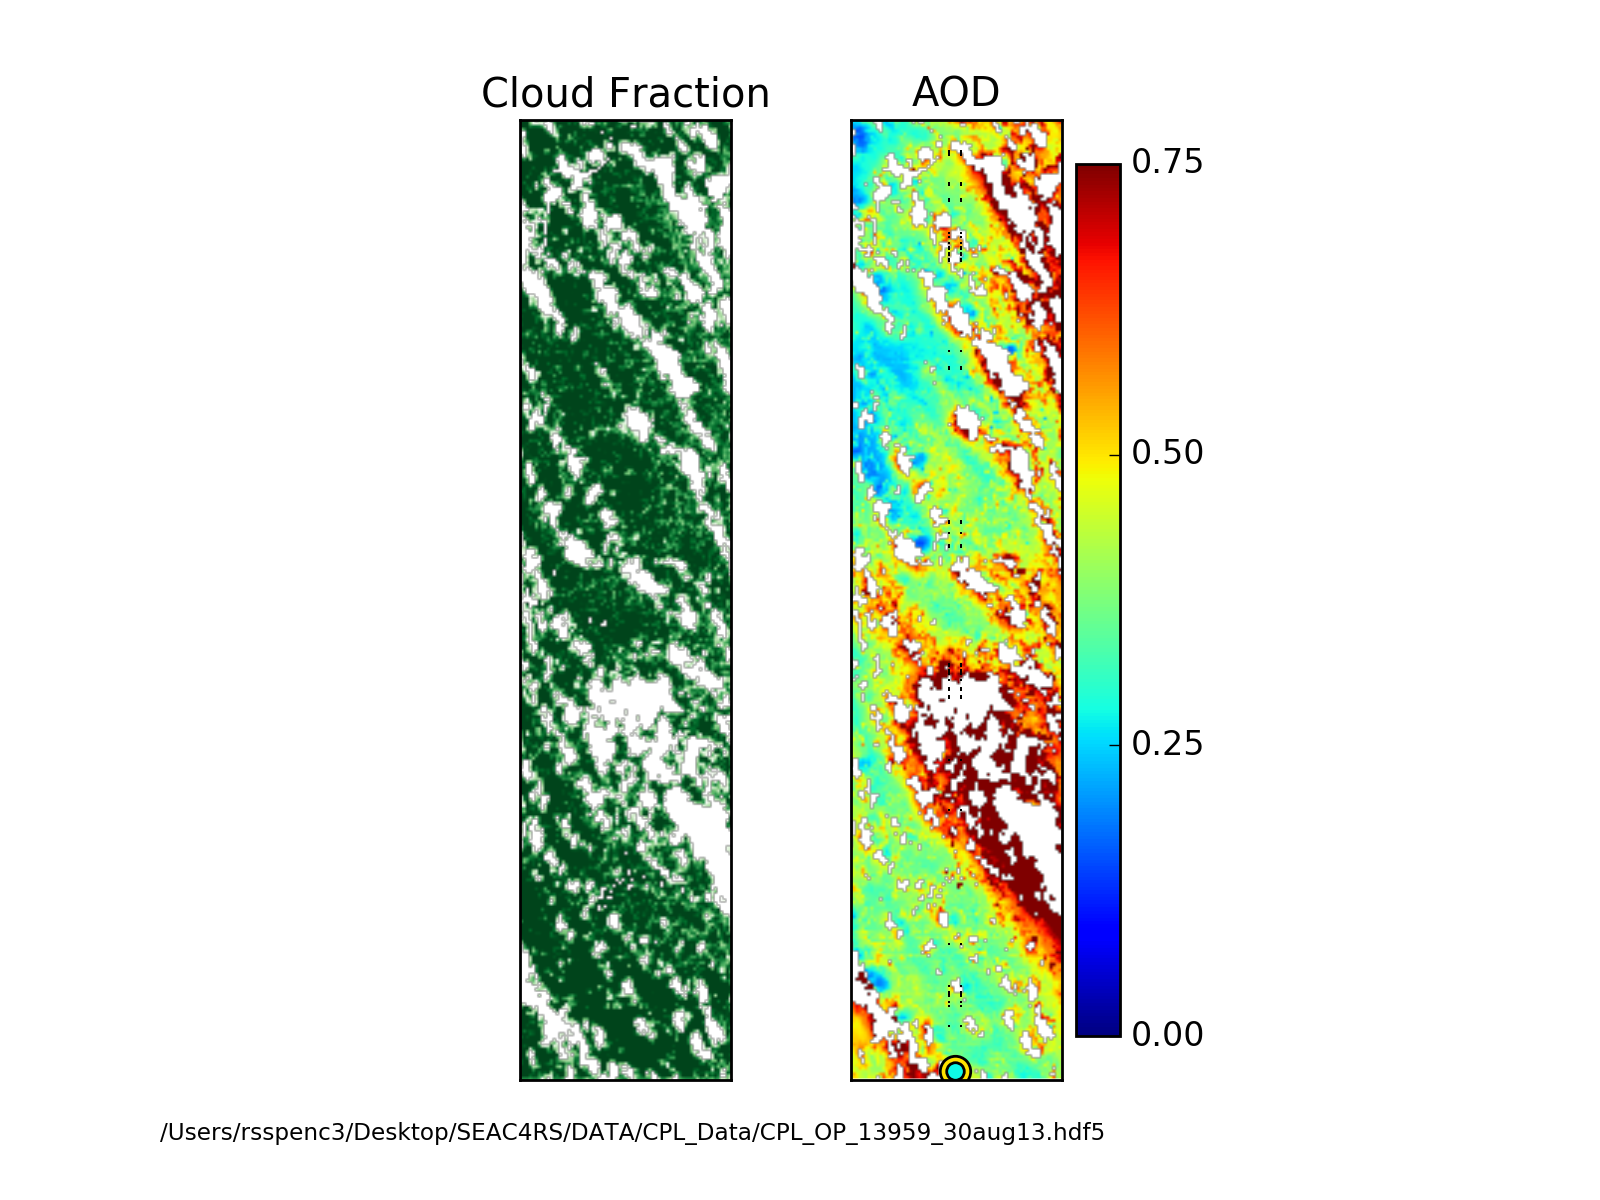 Cloud Fraction
AOD
0.75
0.50
0.25
0.00
/Users/rsspenc3/Desktop/SEAC4RS/DATA/CPL_Data/CPL_OP_13959_30aug13.hdf5